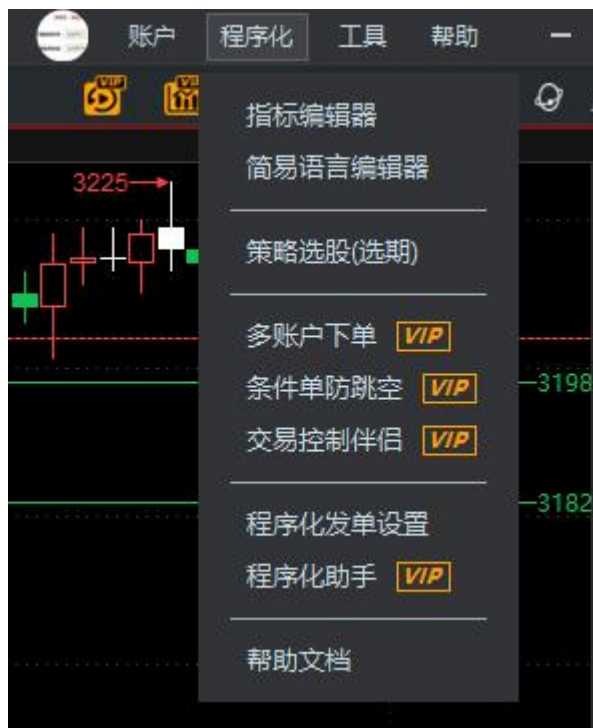 账户 程序化 工具 帮助
VIP
指标编辑器
简易语言编辑器
3225
策略选股(选期)
多账户下单 VIP
条件单防跳空 VIP
3198
交易控制伴侣 VIP
3182
程序化发单设置
程序化助手 VIP
帮助文档